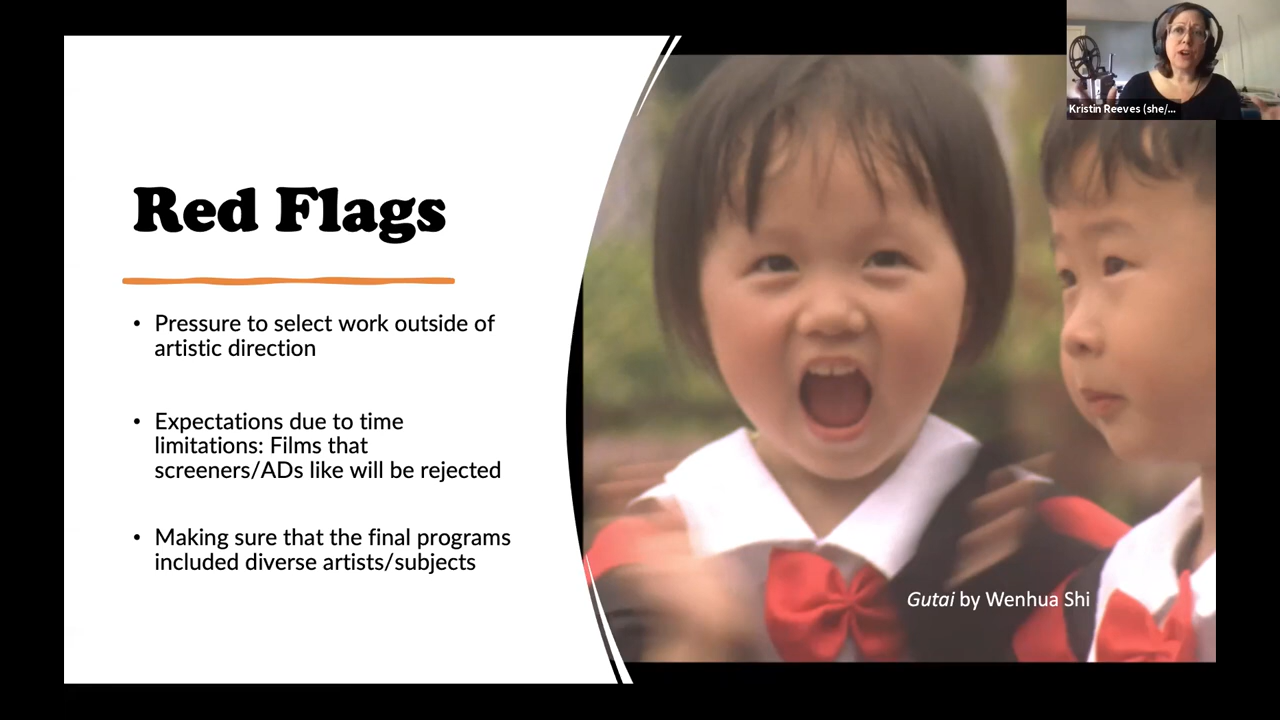 Kristin Reeves (she/...
Red Flags
• Pressure to select work outside of
artistic direction
• Expectations due to time
limitations: Films that
screeners/ADs like will be rejected
• Making sure that the final programs
included diverse artists/subjects
Gutai by Wenhua Shi